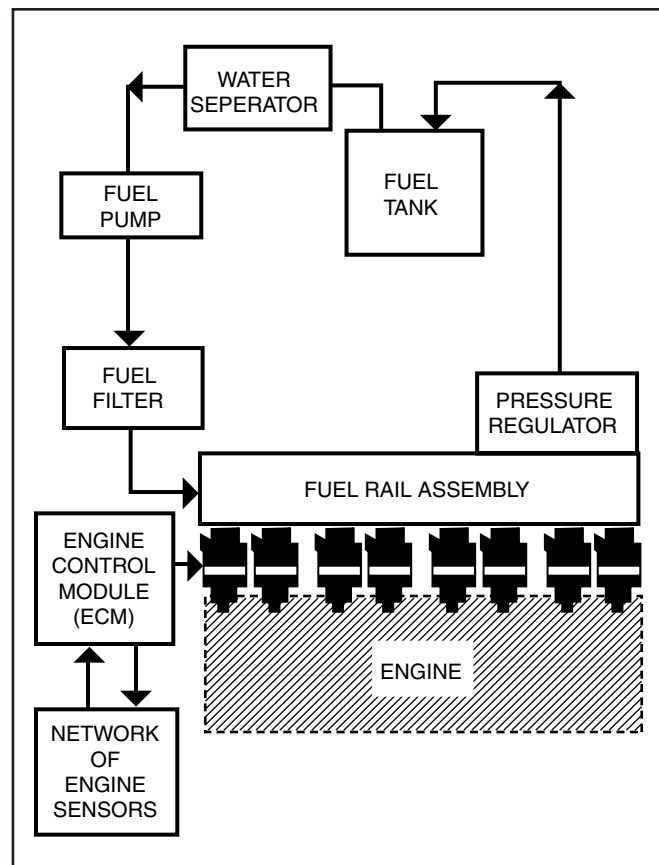 WATER
SEPERATOR
FUEL
TANK
FUEL
PUMP
FUEL
FILTER
PRESSURE
REGULATOR
FUEL RAIL ASSEMBLY
ENGINE
CONTROL
MODULE
(ECM)
ENGINE
NETWORK
OF
ENGINE
SENSORS